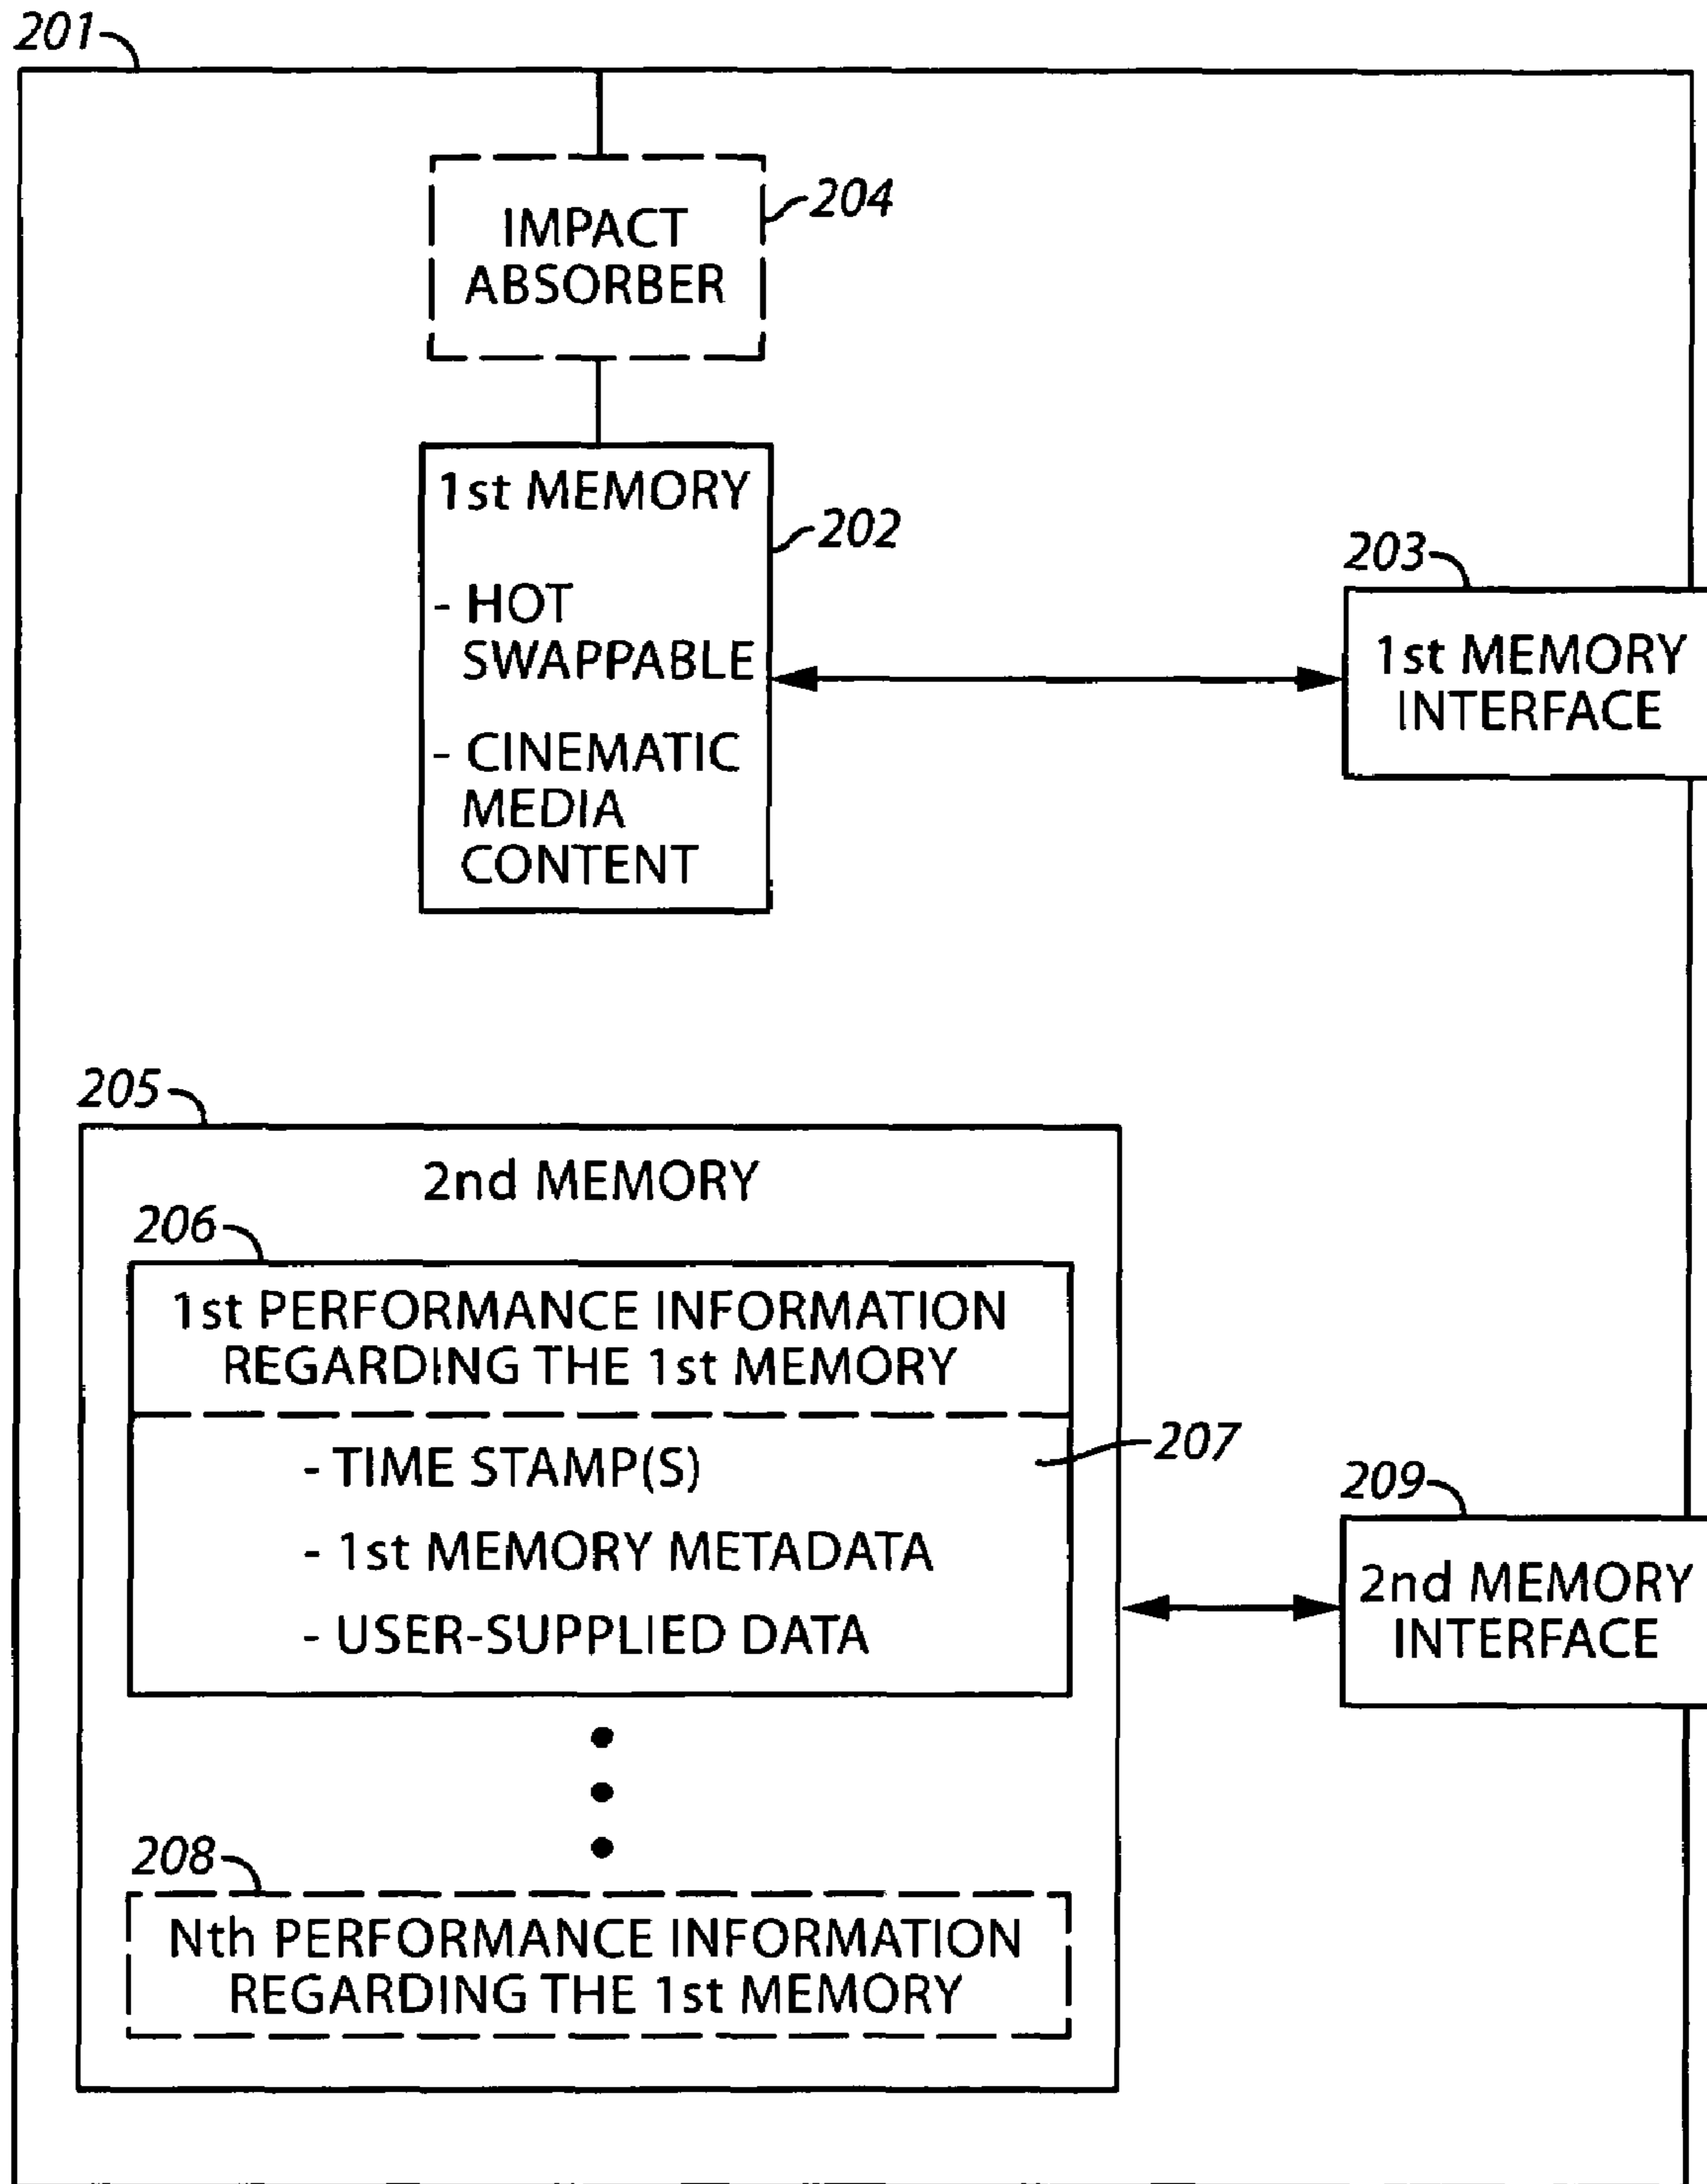 201
IMPACT
ABSORBER
204
1st MEMORY
- HOT
SWAPPABLE
- CINEMATIC
MEDIA
CONTENT
202
203
1st MEMORY
INTERFACE
205
2nd MEMORY
206
1st PERFORMANCE INFORMATION
REGARDING THE 1st MEMORY
- TIME STAMP(S)
- 1st MEMORY METADATA
- USER-SUPPLIED DATA
207
209
2nd MEMORY
INTERFACE
208
Nth PERFORMANCE INFORMATION
REGARDING THE 1st MEMORY